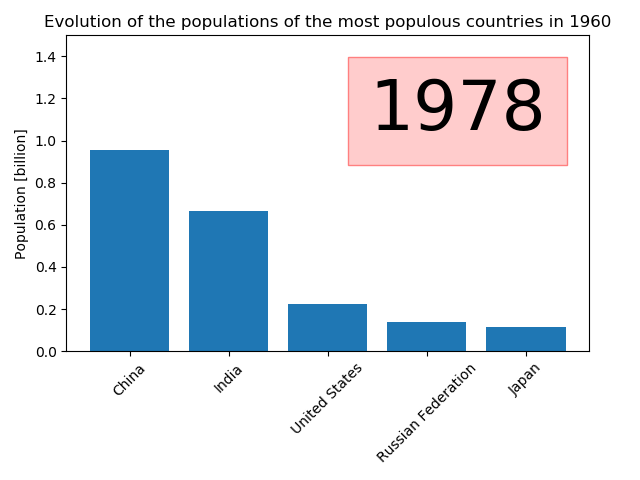 Evolution of the populations of the most populous countries in 1960
1978
Population [billion]
1.4
1.2
1.0
0.8
0.6
0.4
0.2
0.0
China
India
United States
Russian Federation
Japan